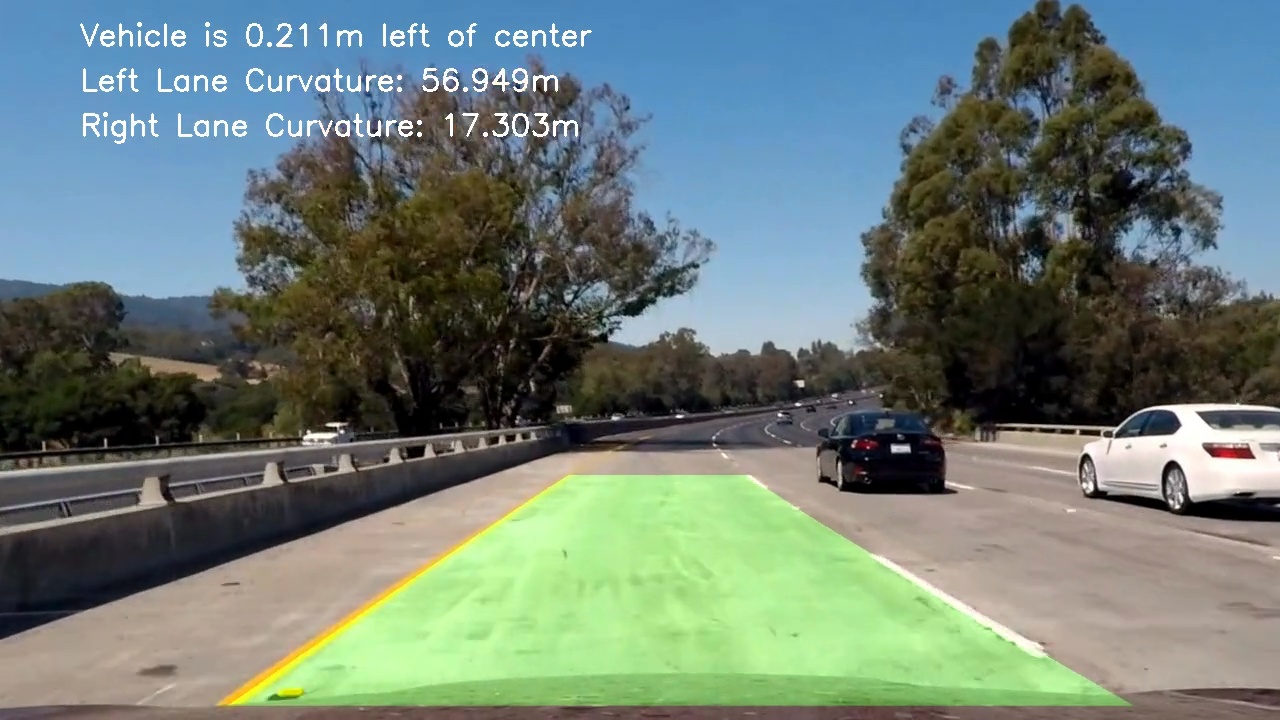 Vehicle is 0.211m left of center
Left Lane Curvature: 56.949m
Right Lane Curvature: 17.303m